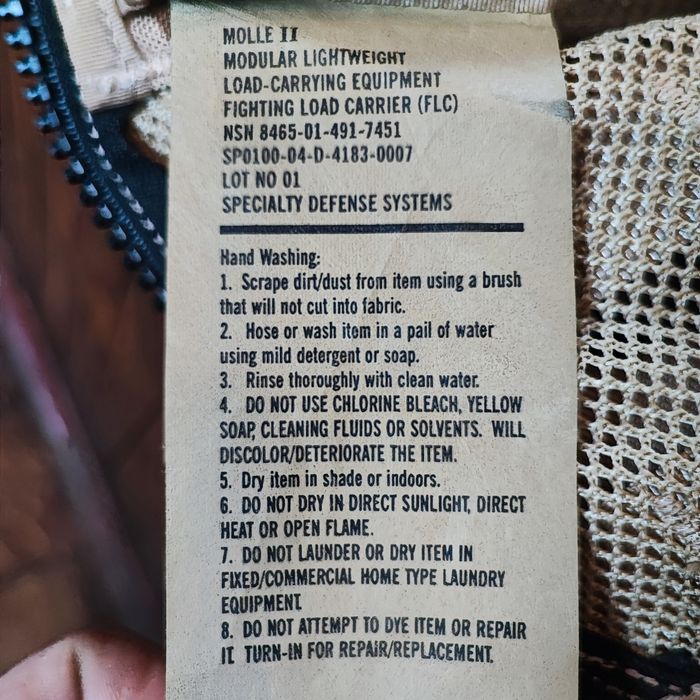 MOLLE II
MODULAR LIGHTWEIGHT
LOAD-CARRYING EQUIPMENT
FIGHTING LOAD CARRIER (FLC)
NSN 8465-01-491-7451
SP0100-04-D-4183-0007
LOT NO 01
SPECIALTY DEFENSE SYSTEMS
Hand Washing:
1. Scrape dirt/dust from item using a brush
that will not cut into fabric.
2. Hose or wash item in a pail of water
using mild detergent or soap.
3. Rinse thoroughly with clean water.
4. DO NOT USE CHLORINE BLEACH, YELLOW
SOAP, CLEANING FLUIDS OR SOLVENTS. WILL
DISCOLOR/DETERIORATE THE ITEM.
5. Dry item in shade or indoors.
6. DO NOT DRY IN DIRECT SUNLIGHT, DIRECT
HEAT OR OPEN FLAME.
7. DO NOT LAUNDER OR DRY ITEM IN
FIXED/COMMERCIAL HOME TYPE LAUNDRY
EQUIPMENT.
8. DO NOT ATTEMPT TO DYE ITEM OR REPAIR
IT. TURN-IN FOR REPAIR/REPLACEMENT.